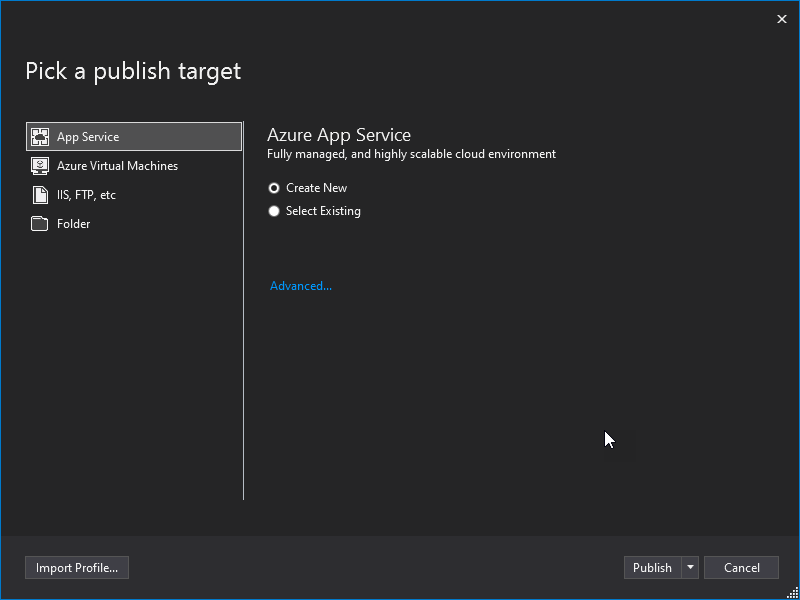 Pick a publish target
App Service
Azure Virtual Machines
IIS, FTP, etc
Folder
Azure App Service
Fully managed, and highly scalable cloud environment
Create New
Select Existing
Advanced...
Import Profile...
Publish
Cancel